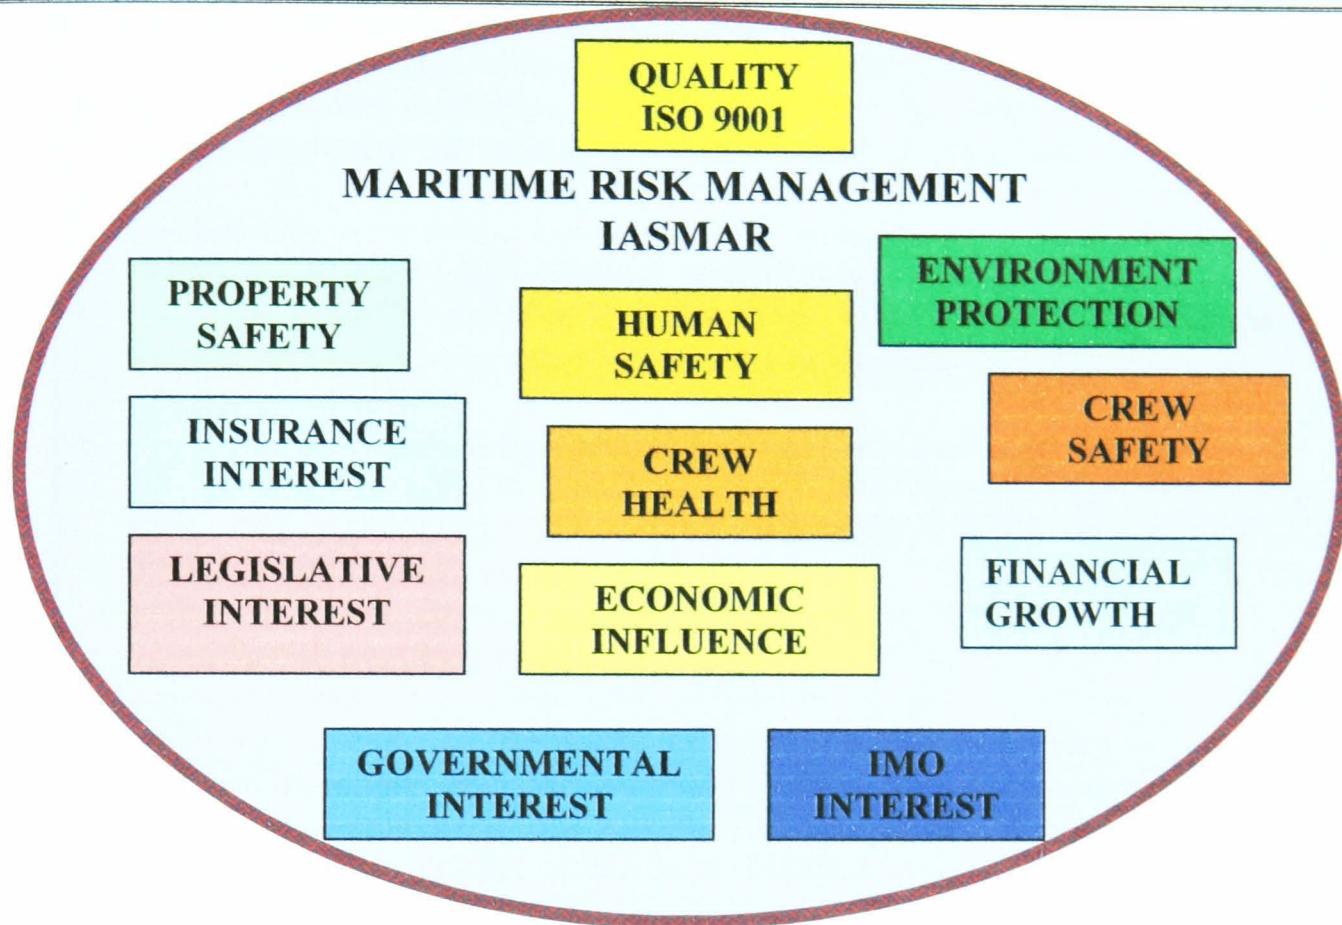 QUALITY
ISO 9001
MARITIME RISK MANAGEMENT
IASMAR
PROPERTY
SAFETY
HUMAN
SAFETY
ENVIRONMENT
PROTECTION
INSURANCE
INTEREST
CREW
HEALTH
CREW
SAFETY
LEGISLATIVE
INTEREST
ECONOMIC
INFLUENCE
FINANCIAL
GROWTH
GOVERNMENTAL
INTEREST
IMO
INTEREST